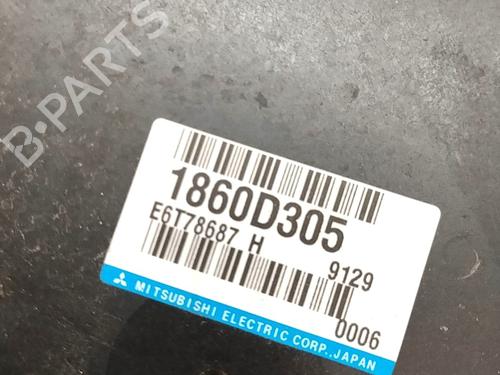 B-PARTS
1860D305
E6T78687 H
9129
0006
MITSUBISHI ELECTRIC CORP., JAPAN